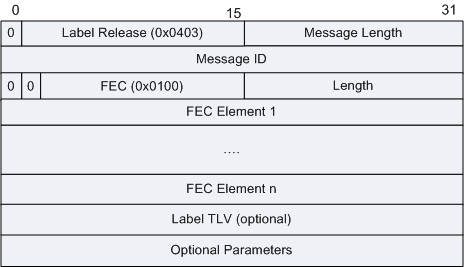 0 15 31
0 Label Release (0x0403) Message Length
Message ID
0 0 FEC (0x0100) Length
FEC Element 1
....
FEC Element n
Label TLV (optional)
Optional Parameters